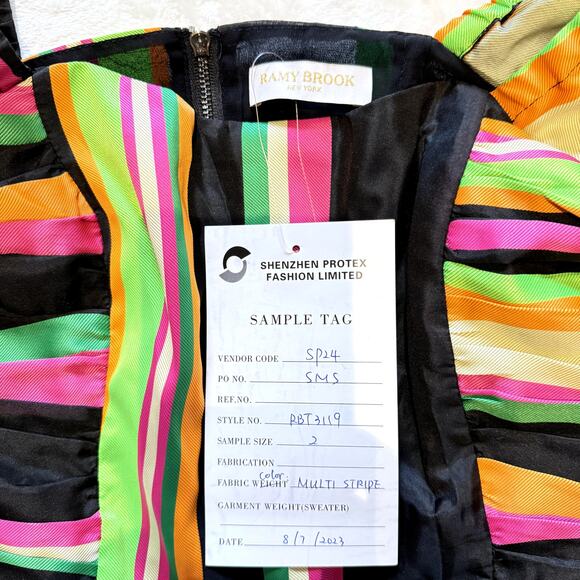 RAMY BROOK
NEW YORK
SHENZHEN PROTEX
FASHION LIMITED
SAMPLE TAG
VENDOR CODE SP24
PO NO. SMS
REF.NO.
STYLE NO. RBT3119
SAMPLE SIZE 2
FABRICATION
color:
FABRIC WEIGHT MULTI STRIPE
GARMENT WEIGHT(SWEATER)
DATE 8/7/2023